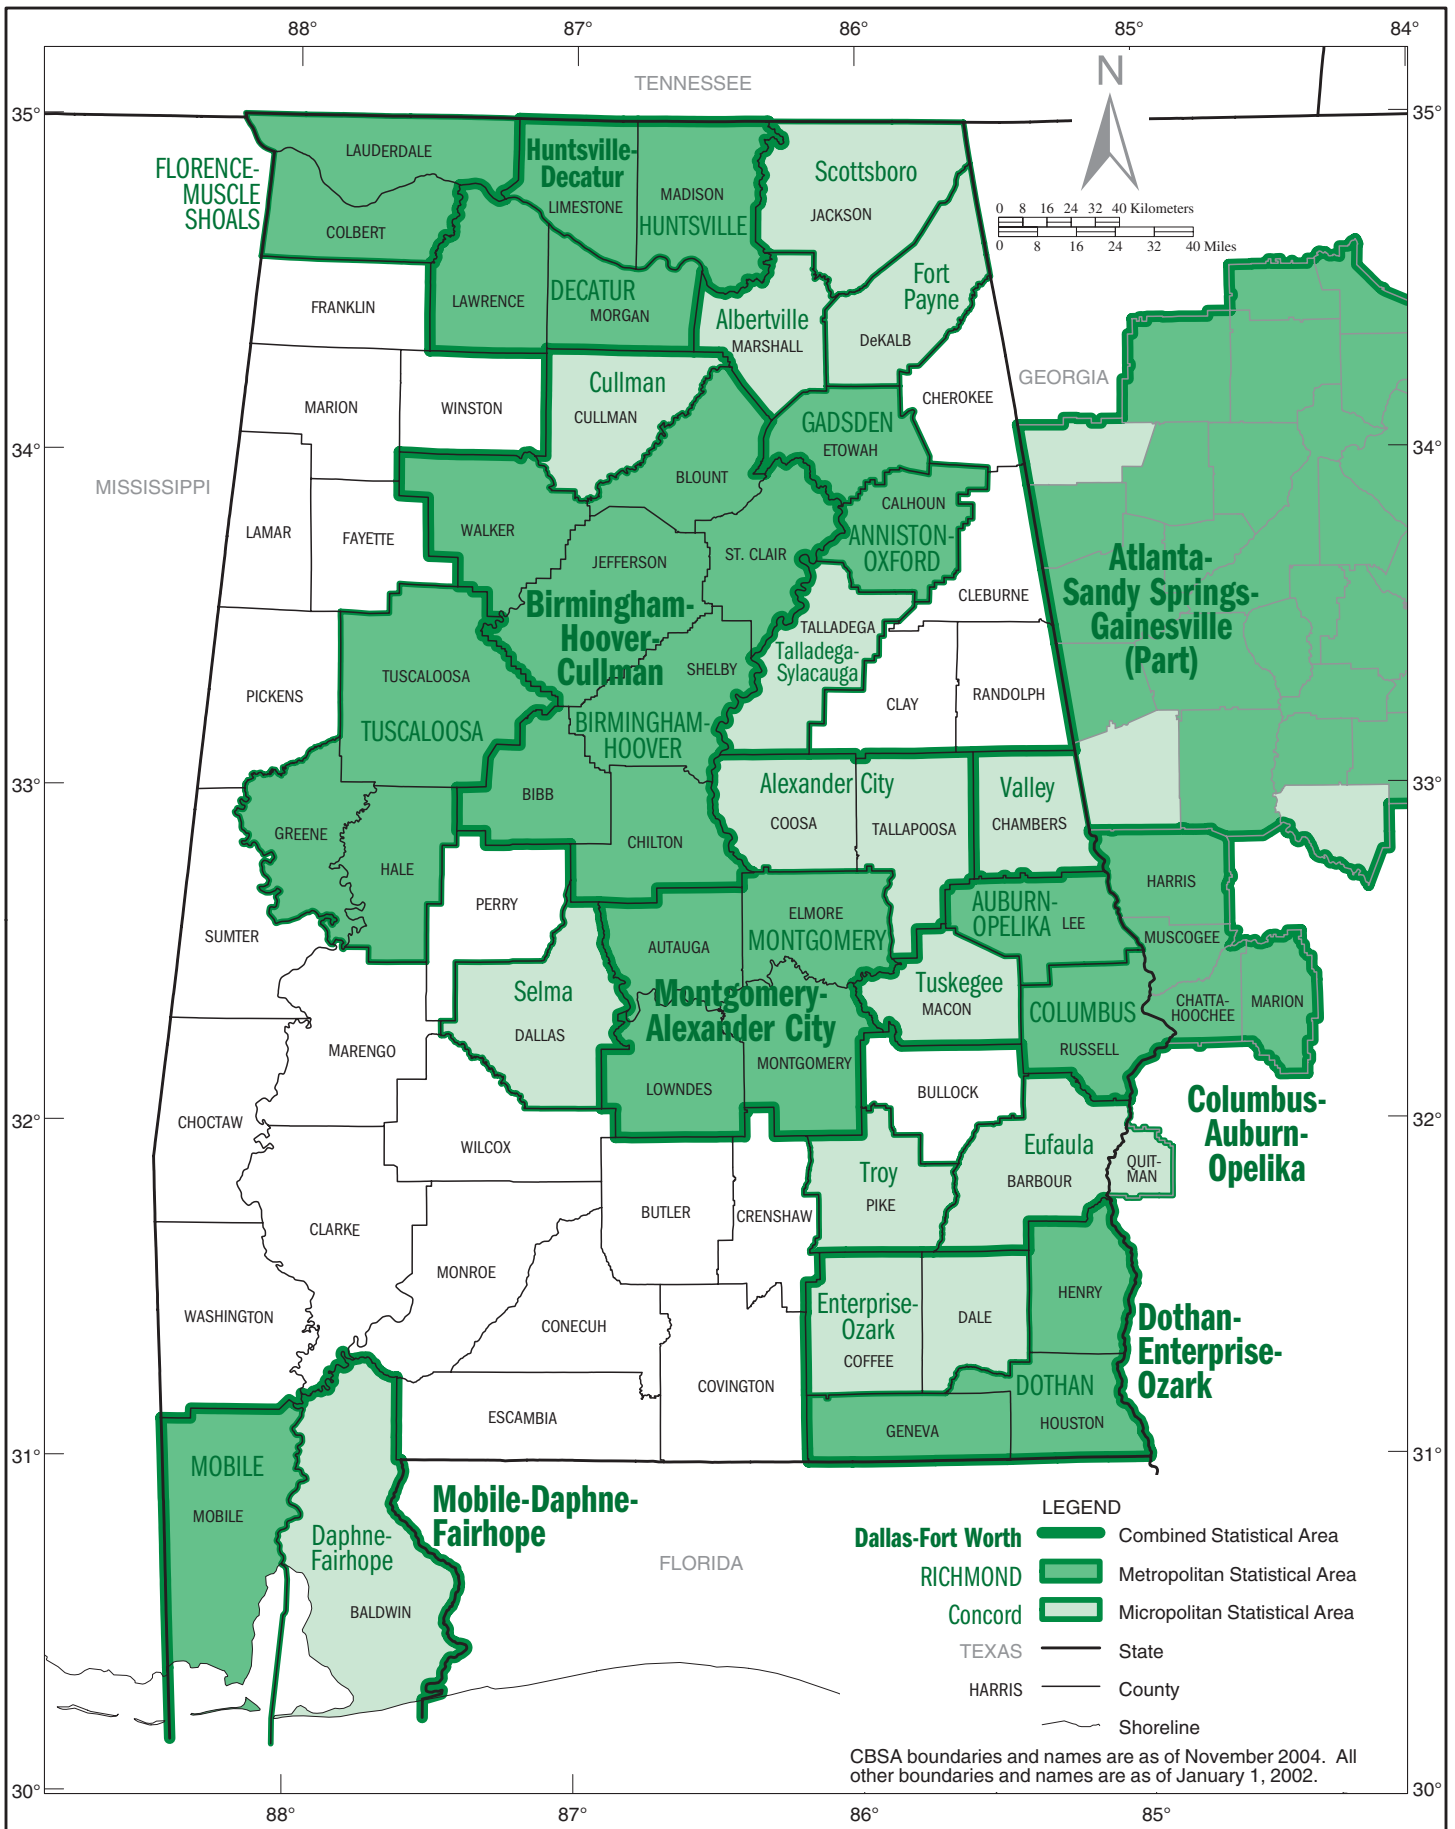 88°
87°
86°
85°
84°
TENNESSEE
N
35°
35°
FLORENCE-
MUSCLE
SHOALS
LAUDERDALE
COLBERT
Huntsville-
Decatur
LIMESTONE
MADISON
HUNTSVILLE
Scottsboro
JACKSON
0 8 16 24 32 40 Kilometers
0 8 16 24 32 40 Miles
FRANKLIN
LAWRENCE
DECATUR
MORGAN
Albertville
MARSHALL
Fort
Payne
DeKALB
GEORGIA
MARION
WINSTON
Cullman
CULLMAN
CHEROKEE
GADSDEN
ETOWAH
34°
34°
MISSISSIPPI
BLOUNT
LAMAR
FAYETTE
WALKER
JEFFERSON
ST. CLAIR
CALHOUN
ANNISTON-
OXFORD
CLEBURNE
Atlanta-
Sandy Springs-
Gainesville
(Part)
Birmingham-
Hoover-
Cullman
TALLADEGA
Talladega-
Sylacauga
PICKENS
TUSCALOOSA
TUSCALOOSA
SHELBY
BIRMINGHAM-
HOOVER
CLAY
RANDOLPH
33°
33°
BIBB
Alexander City
COOSA
TALLAPOOSA
Valley
CHAMBERS
GREENE
HALE
CHILTON
PERRY
SUMTER
AUTAUGA
ELMORE
MONTGOMERY
AUBURN-
OPELIKA
LEE
HARRIS
MUSCOGEE
CHATTA-
HOOCHEE
MARION
Selma
DALLAS
Montgomery-
Alexander City
Tuskegee
MACON
COLUMBUS
RUSSELL
MARENGO
LOWNDES
MONTGOMERY
BULLOCK
Columbus-
Auburn-
Opelika
32°
32°
CHOCTAW
WILCOX
Troy
PIKE
Eufaula
BARBOUR
QUIT-
MAN
CLARKE
BUTLER
CRENSHAW
MONROE
WASHINGTON
CONECUH
Enterprise-
Ozark
COFFEE
DALE
HENRY
Dothan-
Enterprise-
Ozark
COVINGTON
ESCAMBIA
DOTHAN
HOUSTON
GENEVA
31°
31°
MOBILE
MOBILE
Mobile-Daphne-
Fairhope
Daphne-
Fairhope
BALDWIN
FLORIDA
LEGEND
Dallas-Fort Worth Combined Statistical Area
RICHMOND Metropolitan Statistical Area
Concord Micropolitan Statistical Area
TEXAS State
HARRIS County
Shoreline
CBSA boundaries and names are as of November 2004. All
other boundaries and names are as of January 1, 2002.
30°
30°
88°
87°
86°
85°